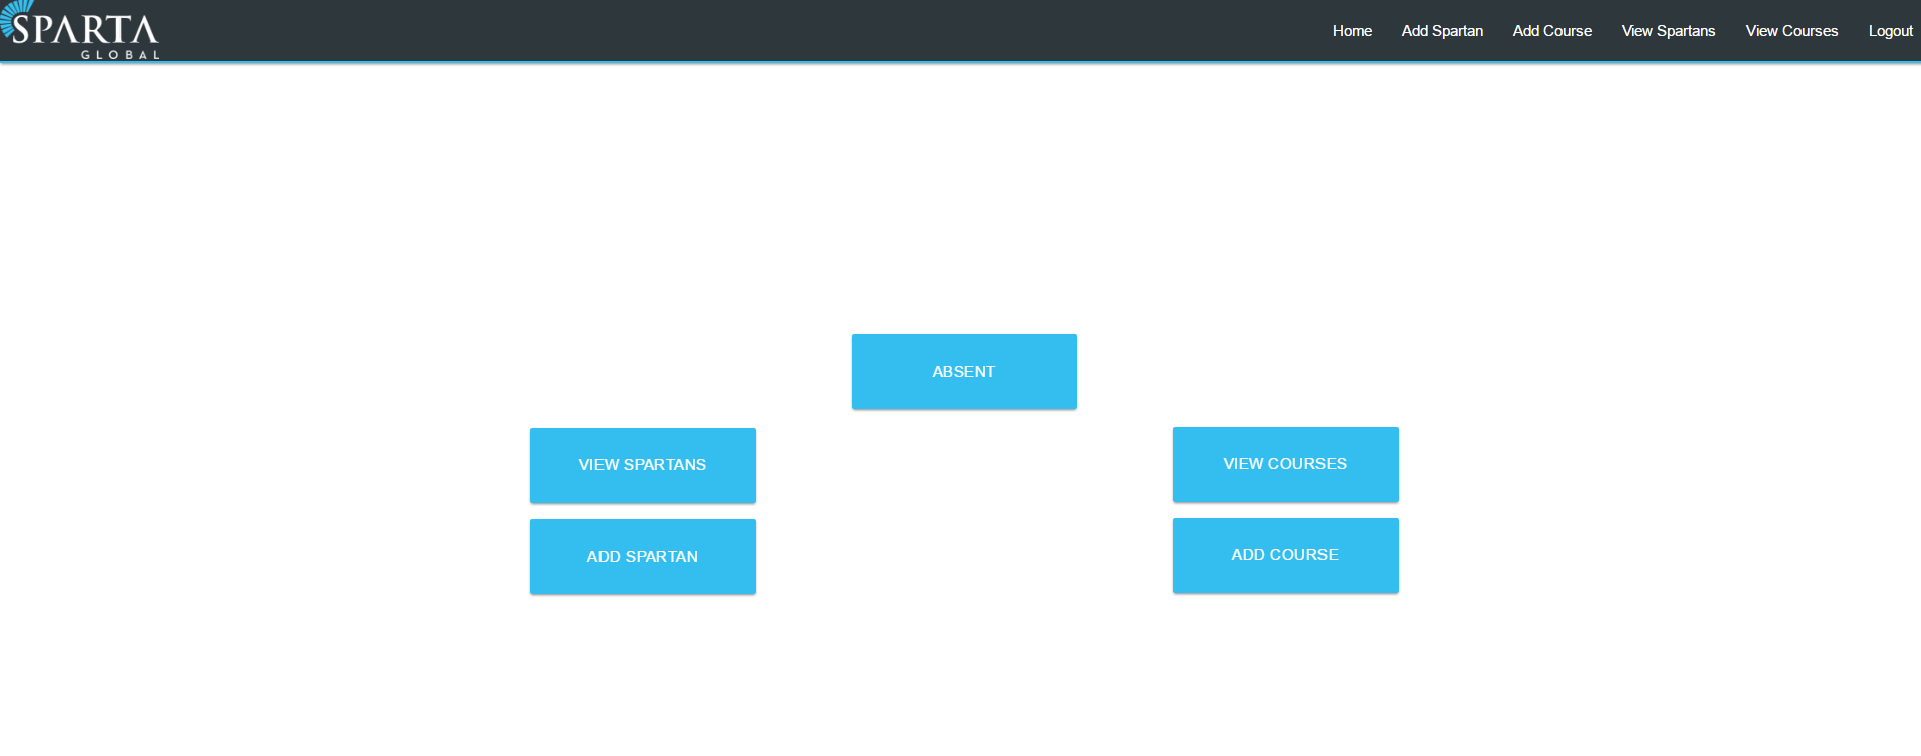 SPARTA
GLOBAL
Home Add Spartan Add Course View Spartans View Courses Logout
ABSENT
VIEW SPARTANS
VIEW COURSES
ADD SPARTAN
ADD COURSE